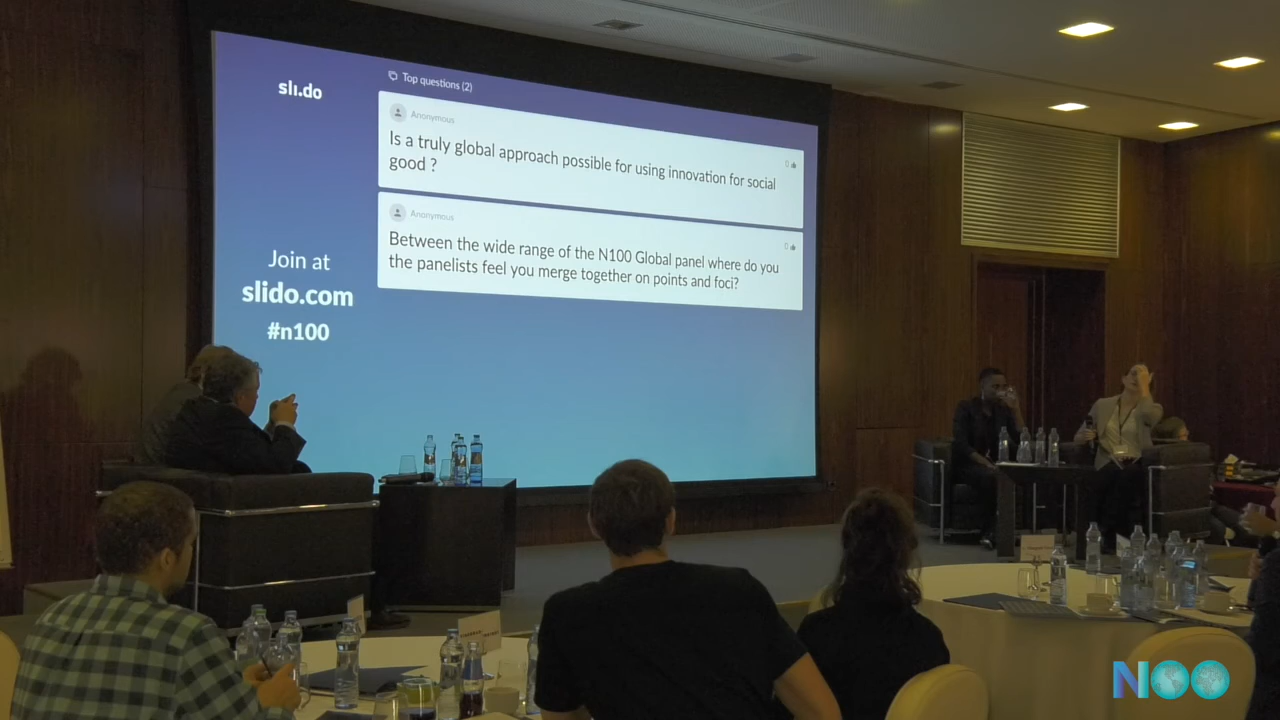 sli.do
Join at
slido.com
#n100
Top questions (2)
Anonymous
0
Is a truly global approach possible for using innovation for social
good ?
Anonymous
0
Between the wide range of the N100 Global panel where do you
the panelists feel you merge together on points and foci?
N100